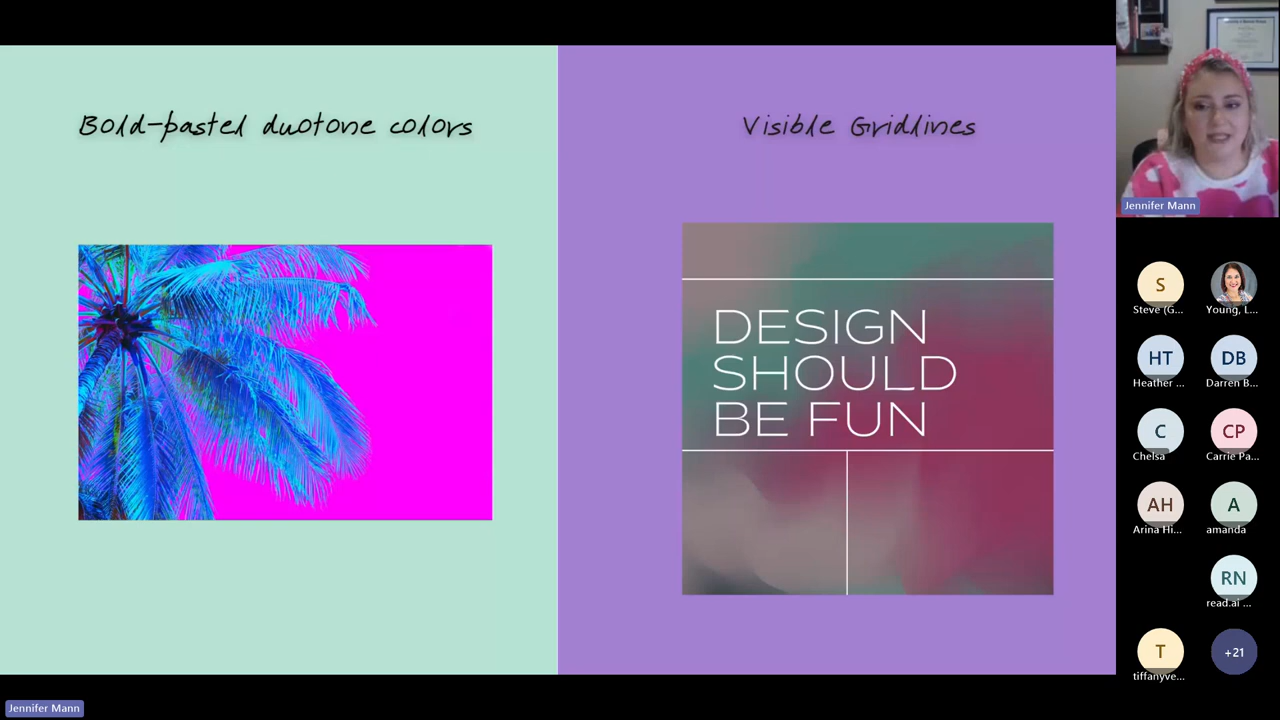 Bold-pastel duotone colors
Visible Gridlines
DESIGN
SHOULD
BE FUN
Jennifer Mann
S
Steve (G...
Young, L...
HT
Heather ...
DB
Darren B...
C
Chelsa
CP
Carrie Pa...
AH
Arina Hi...
A
amanda
RN
read.ai ...
T
tiffanyve...
+21
Jennifer Mann